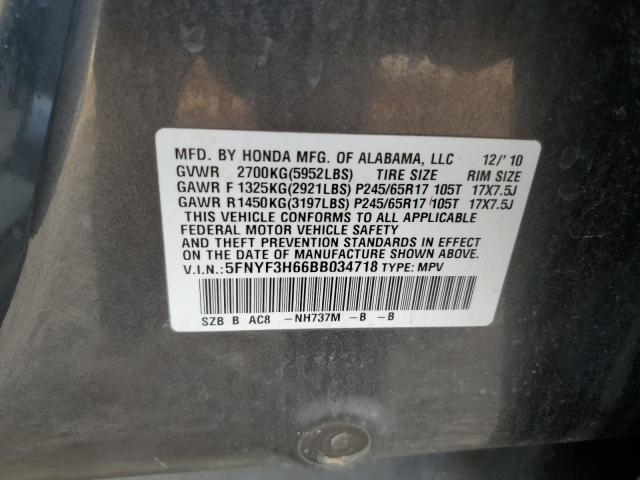 MFD. BY HONDA MFG. OF ALABAMA, LLC 12/'10
GVWR 2700KG(5952LBS) TIRE SIZE RIM SIZE
GAWR F 1325KG(2921LBS) P245/65R17 105T 17X7.5J
GAWR R 1450KG(3197LBS) P245/65R17 105T 17X7.5J
THIS VEHICLE CONFORMS TO ALL APPLICABLE
FEDERAL MOTOR VEHICLE SAFETY
AND THEFT PREVENTION STANDARDS IN EFFECT
ON THE DATE OF MANUFACTURE SHOWN ABOVE.
V.I.N.: 5FNYF3H66BB034718 TYPE: MPV
SZB B AC8 -NH737M -B -B